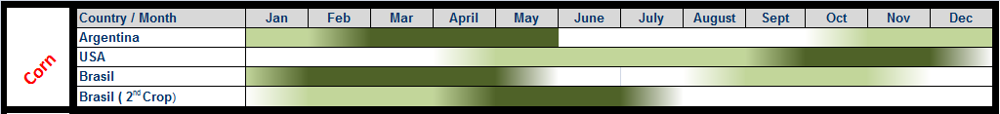 Corn
Country / Month Jan Feb Mar April May June July August Sept Oct Nov Dec
Argentina
USA
Brasil
Brasil ( 2nd Crop)